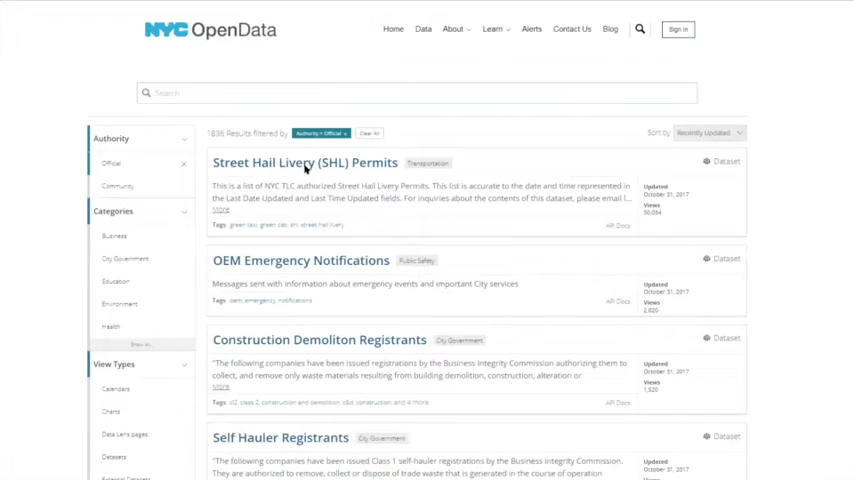 NYC OpenData
Home Data About Learn Alerts Contact Us Blog Sign In
Search
Authority
Official
Community
Categories
Business
City Government
Education
Environment
Health
Show All...
View Types
Calendars
Charts
Data Lens pages
Datasets
External Datasets
1836 Results filtered by Authority > Official x Clear All
Sort by Recently Updated
Street Hail Livery (SHL) Permits Transportation Dataset
This is a list of NYC TLC authorized Street Hail Livery Permits. This list is accurate to the date and time represented in
the Last Date Updated and Last Time Updated fields. For inquiries about the contents of this dataset, please email l...
More
Tags green taxi, green cab, shl, street hail livery
API Docs
Updated
October 31, 2017
Views
50,034
OEM Emergency Notifications Public Safety Dataset
Messages sent with information about emergency events and important City services
Tags oem, emergency, notifications
API Docs
Updated
October 31, 2017
Views
2,020
Construction Demoliton Registrants City Government Dataset
"The following companies have been issued registrations by the Business Integrity Commission authorizing them to
collect, and remove only waste materials resulting from building demolition, construction, alteration or
More
Tags cl2, class 2, construction and demolition, c&d, construction, and 4 more
API Docs
Updated
October 31, 2017
Views
1,520
Self Hauler Registrants City Government Dataset
"The following companies have been issued Class 1 self-hauler registrations by the Business Integrity Commission.
They are authorized to remove, collect or dispose of trade waste that is generated in the course of operation
Updated
October 31, 2017
Views